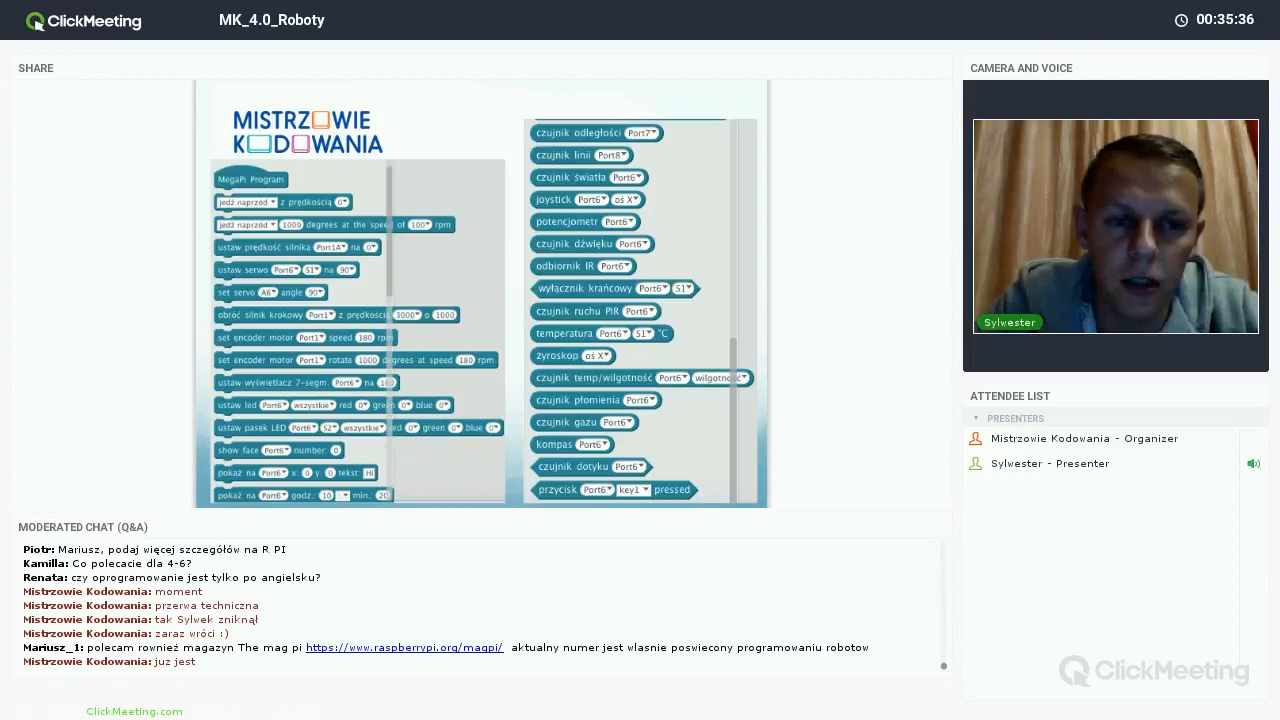 ClickMeeting
MK_4.0_Roboty
00:35:36
SHARE
MISTRZOWIE
KODOWANIA
MegaPi Program
jedź naprzód z prędkością 0
jedź naprzód 1000 degrees at the speed of 100 rpm
ustaw prędkość silnika Port1A na 0
ustaw serwo Port6 S1 na 90
set servo A6 angle 90
obróć silnik krokowy Port1 z prędkością 3000 o 1000
set encoder motor Port1 speed 180 rpm
set encoder motor Port1 rotate 1000 degrees at speed 180 rpm
ustaw wyświetlacz 7-segm. Port6 na 100
ustaw led Port6 wszystkie red 0 green 0 blue 0
ustaw pasek LED Port6 S2 wszystkie red 0 green 0 blue 0
show face Port6 number: 0
pokaż na Port6 x: 0 y: 0 tekst: Hi
pokaż na Port6 godz.: 10 : min.: 20
czujnik odległości Port7
czujnik linii Port8
czujnik światła Port6
joystick Port6 oś X
potencjometr Port6
czujnik dźwięku Port6
odbiornik IR Port6
wyłącznik krańcowy Port6 S1
czujnik ruchu PIR Port6
temperatura Port6 S1 °C
żyroskop oś X
czujnik temp/wilgotność Port6 wilgotność
czujnik płomienia Port6
czujnik gazu Port6
kompas Port6
czujnik dotyku Port6
przycisk Port6 key1 pressed
CAMERA AND VOICE
Sylwester
ATTENDEE LIST
PRESENTERS
Mistrzowie Kodowania - Organizer
Sylwester - Presenter
MODERATED CHAT (Q&A)
Piotr: Mariusz, podaj więcej szczegółów na R PI
Kamilla: Co polecacie dla 4-6?
Renata: czy oprogramowanie jest tylko po angielsku?
Mistrzowie Kodowania: moment
Mistrzowie Kodowania: przerwa techniczna
Mistrzowie Kodowania: tak Sylwek zniknął
Mistrzowie Kodowania: zaraz wróci :)
Mariusz_1: polecam rownież magazyn The mag pi https://www.raspberrypi.org/magpi/ aktualny numer jest wlasnie poswiecony programowaniu robotow
Mistrzowie Kodowania: juz jest
ClickMeeting
ClickMeeting.com